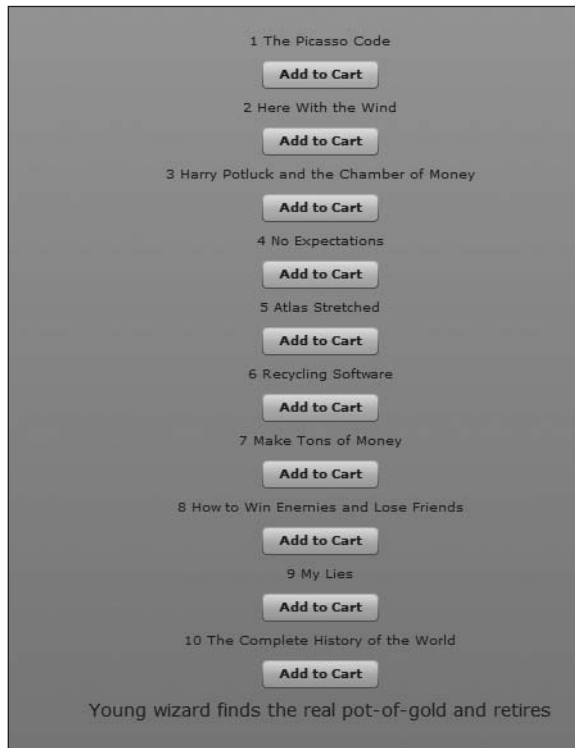 1 The Picasso Code
Add to Cart
2 Here With the Wind
Add to Cart
3 Harry Potluck and the Chamber of Money
Add to Cart
4 No Expectations
Add to Cart
5 Atlas Stretched
Add to Cart
6 Recycling Software
Add to Cart
7 Make Tons of Money
Add to Cart
8 How to Win Enemies and Lose Friends
Add to Cart
9 My Lies
Add to Cart
10 The Complete History of the World
Add to Cart
Young wizard finds the real pot-of-gold and retires